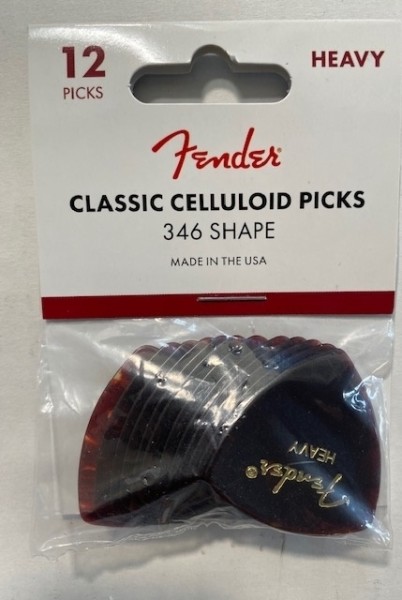 12
PICKS
HEAVY
Fender®
CLASSIC CELLULOID PICKS
346 SHAPE
MADE IN THE USA
Fender®
HEAVY